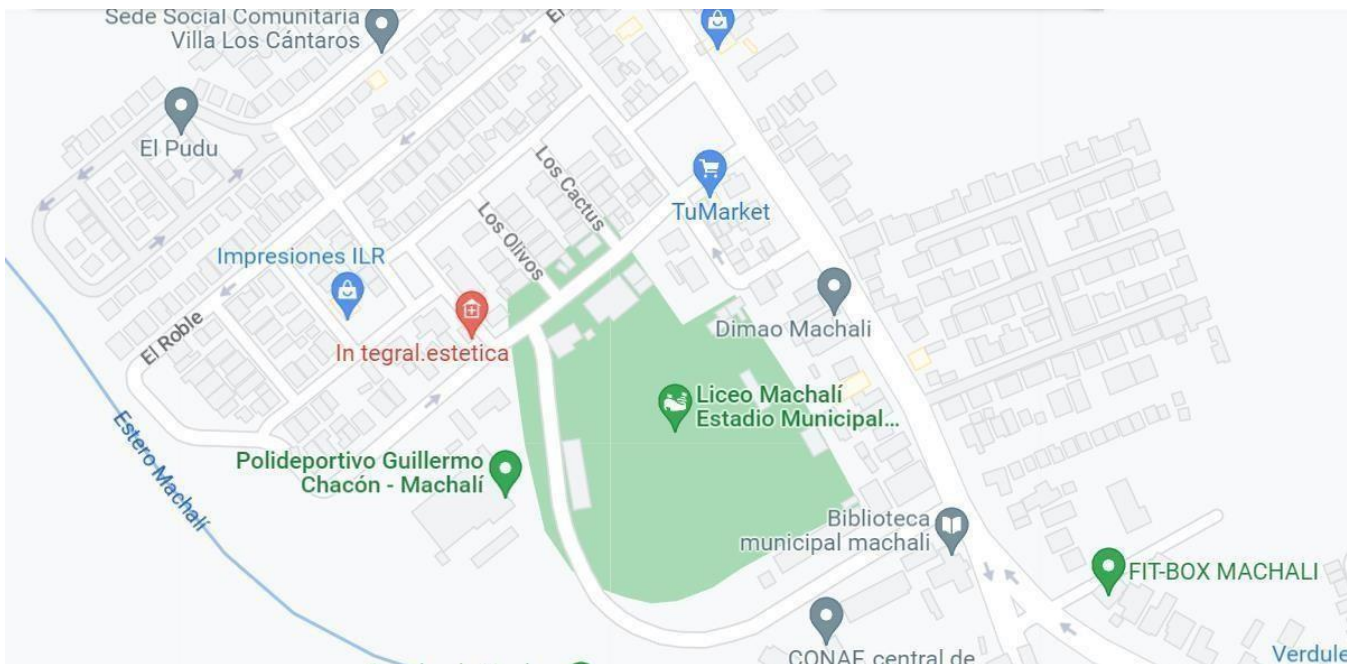 Sede Social Comunitaria
Villa Los Cántaros
El Pudu
Los Cactus
TuMarket
Los Olivos
Impresiones ILR
Dimao Machali
El Roble
In tegral.estetica
Liceo Machalí
Estadio Municipal...
Estero Machalí
Polideportivo Guillermo
Chacón - Machalí
Biblioteca
municipal machali
FIT-BOX MACHALI
CONAF central de
Verdule